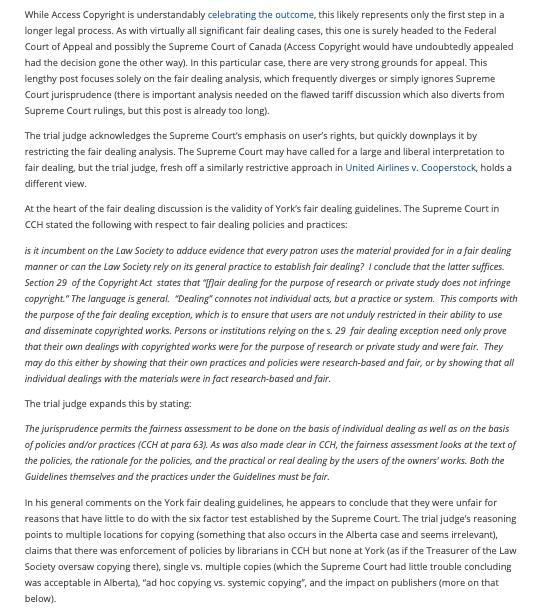 While Access Copyright is understandably celebrating the outcome, this likely represents only the first step in a
longer legal process. As with virtually all significant fair dealing cases, this one is surely headed to the Federal
Court of Appeal and possibly the Supreme Court of Canada (Access Copyright would have undoubtedly appealed
had the decision gone the other way). In this particular case, there are very strong grounds for appeal. This
lengthy post focuses solely on the fair dealing analysis, which frequently diverges or simply ignores Supreme
Court jurisprudence (there is important analysis needed on the flawed tariff discussion which also diverts from
Supreme Court rulings, but this post is already too long).
The trial judge acknowledges the Supreme Court's emphasis on user's rights, but quickly downplays it by
restricting the fair dealing analysis. The Supreme Court may have called for a large and liberal interpretation to
fair dealing, but the trial judge, fresh off a similarly restrictive approach in United Airlines v. Cooperstock, holds a
different view.
At the heart of the fair dealing discussion is the validity of York's fair dealing guidelines. The Supreme Court in
CCH stated the following with respect to fair dealing policies and practices:
is it incumbent on the Law Society to adduce evidence that every patron uses the material provided for in a fair dealing
manner or can the Law Society rely on its general practice to establish fair dealing? I conclude that the latter suffices.
Section 29 of the Copyright Act states that "[f]air dealing for the purpose of research or private study does not infringe
copyright." The language is general. "Dealing" connotes not individual acts, but a practice or system. This comports with
the purpose of the fair dealing exception, which is to ensure that users are not unduly restricted in their ability to use
and disseminate copyrighted works. Persons or institutions relying on the s. 29 fair dealing exception need only prove
that their own dealings with copyrighted works were for the purpose of research or private study and were fair. They
may do this either by showing that their own practices and policies were research-based and fair, or by showing that all
individual dealings with the materials were in fact research-based and fair.
The trial judge expands this by stating:
The jurisprudence permits the fairness assessment to be done on the basis of individual dealing as well as on the basis
of policies and/or practices (CCH at para 63). As was also made clear in CCH, the fairness assessment looks at the text of
the policies, the rationale for the policies, and the practical or real dealing by the users of the owners' works. Both the
Guidelines themselves and the practices under the Guidelines must be fair.
In his general comments on the York fair dealing guidelines, he appears to conclude that they were unfair for
reasons that have little to do with the six factor test established by the Supreme Court. The trial judge's reasoning
points to multiple locations for copying (something that also occurs in the Alberta case and seems irrelevant),
claims that there was enforcement of policies by librarians in CCH but none at York (as if the Treasurer of the Law
Society oversaw copying there), single vs. multiple copies (which the Supreme Court had little trouble concluding
was acceptable in Alberta), "ad hoc copying vs. systemic copying", and the impact on publishers (more on that
below).